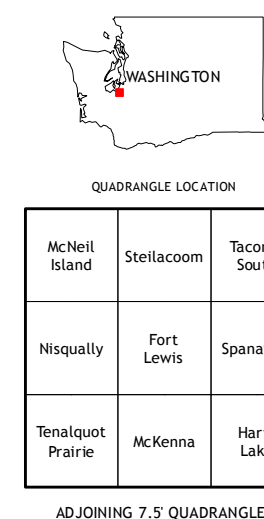 WASHINGTON
QUADRANGLE LOCATION
McNeil
Island
Steilacoom
Nisqually
Fort
Lewis
Tenalquot
Prairie
McKenna
ADJOINING 7.5' QUADRANGLE